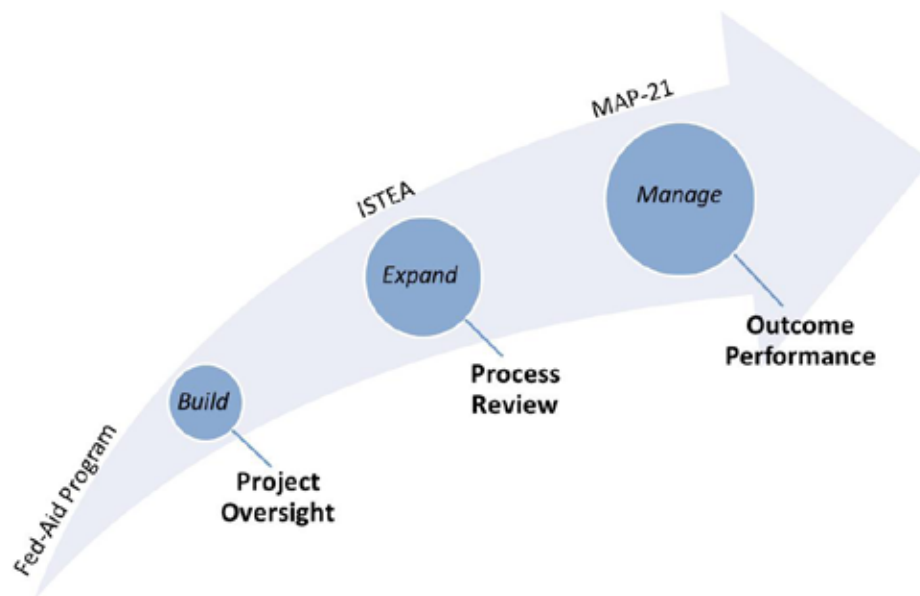 MAP-21
Manage
ISTEA
Expand
Outcome
Performance
Process
Review
Build
Fed-Aid Program
Project
Oversight